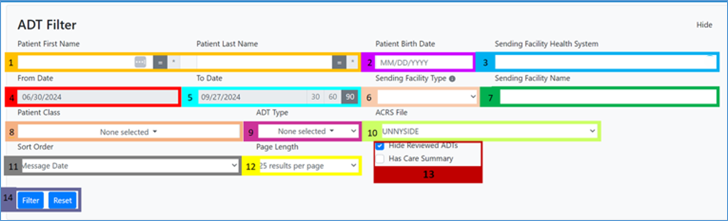 ADT Filter
Hide
Patient First Name Patient Last Name Patient Birth Date Sending Facility Health System
1 = * = * 2 MM/DD/YYYY 3
From Date To Date Sending Facility Type Sending Facility Name
4 06/30/2024 5 09/27/2024 30 60 90 6 7
Patient Class ADT Type ACRS File
8 None selected 9 None selected 10 UNNYSIDE
Sort Order Page Length Hide Reviewed ADTs
11 Message Date 12 25 results per page Has Care Summary
13
14 Filter Reset